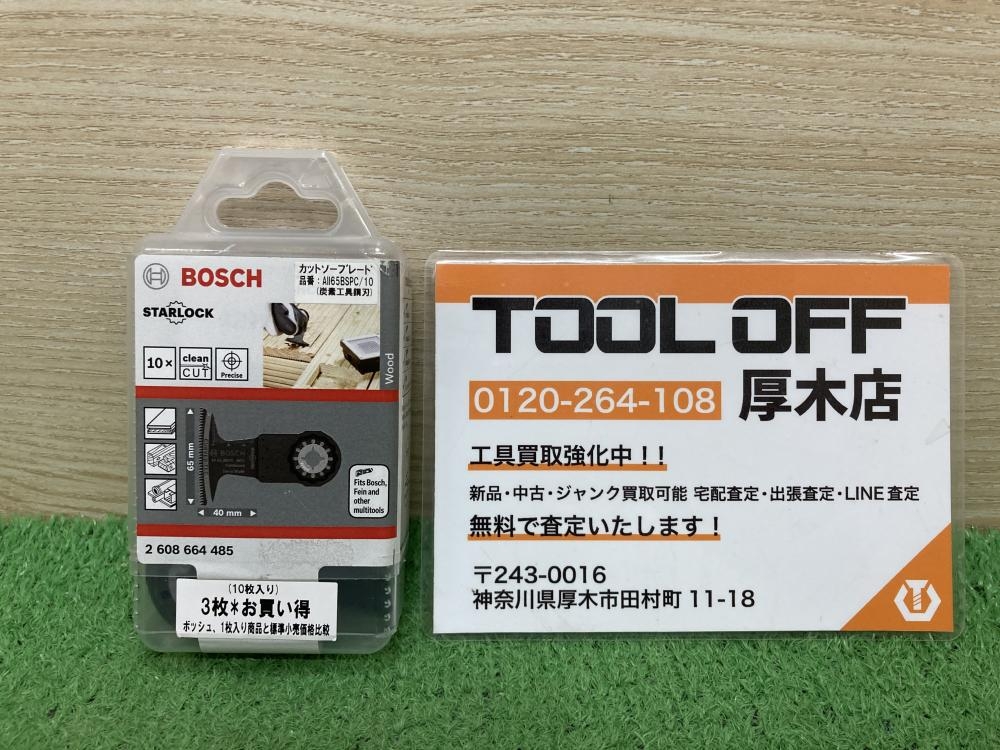 BOSCH
カットソーブレード
品番：AII65BSPC/10
(炭素工具鋼刃)
STARLOCK
10×
clean
CUT
Precise
Wood
65 mm
40 mm
BOSCH
Fits Bosch,
Fein and
other
multitools
2 608 664 485
(10枚入り)
3枚*お買い得
ボッシュ、1枚入り商品と標準小売価格比較
TOOL OFF
0120-264-108 厚木店
工具買取強化中！！
新品・中古・ジャンク買取可能 宅配査定・出張査定・LINE査定
無料で査定いたします！
〒243-0016
神奈川県厚木市田村町 11-18